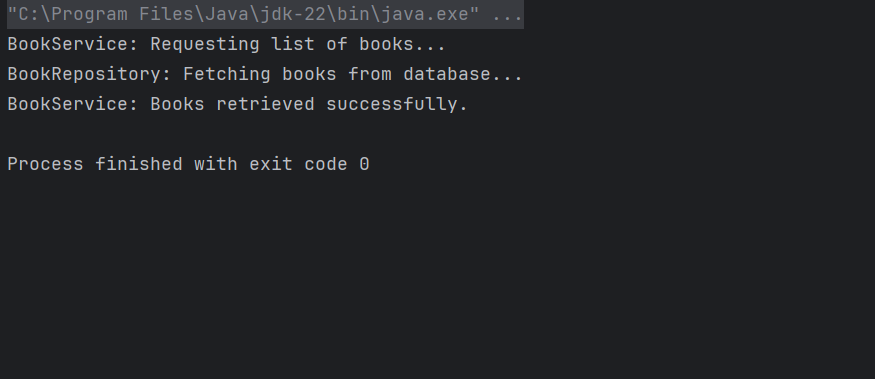 "C:\Program Files\Java\jdk-22\bin\java.exe" ...
BookService: Requesting list of books...
BookRepository: Fetching books from database...
BookService: Books retrieved successfully.
Process finished with exit code 0